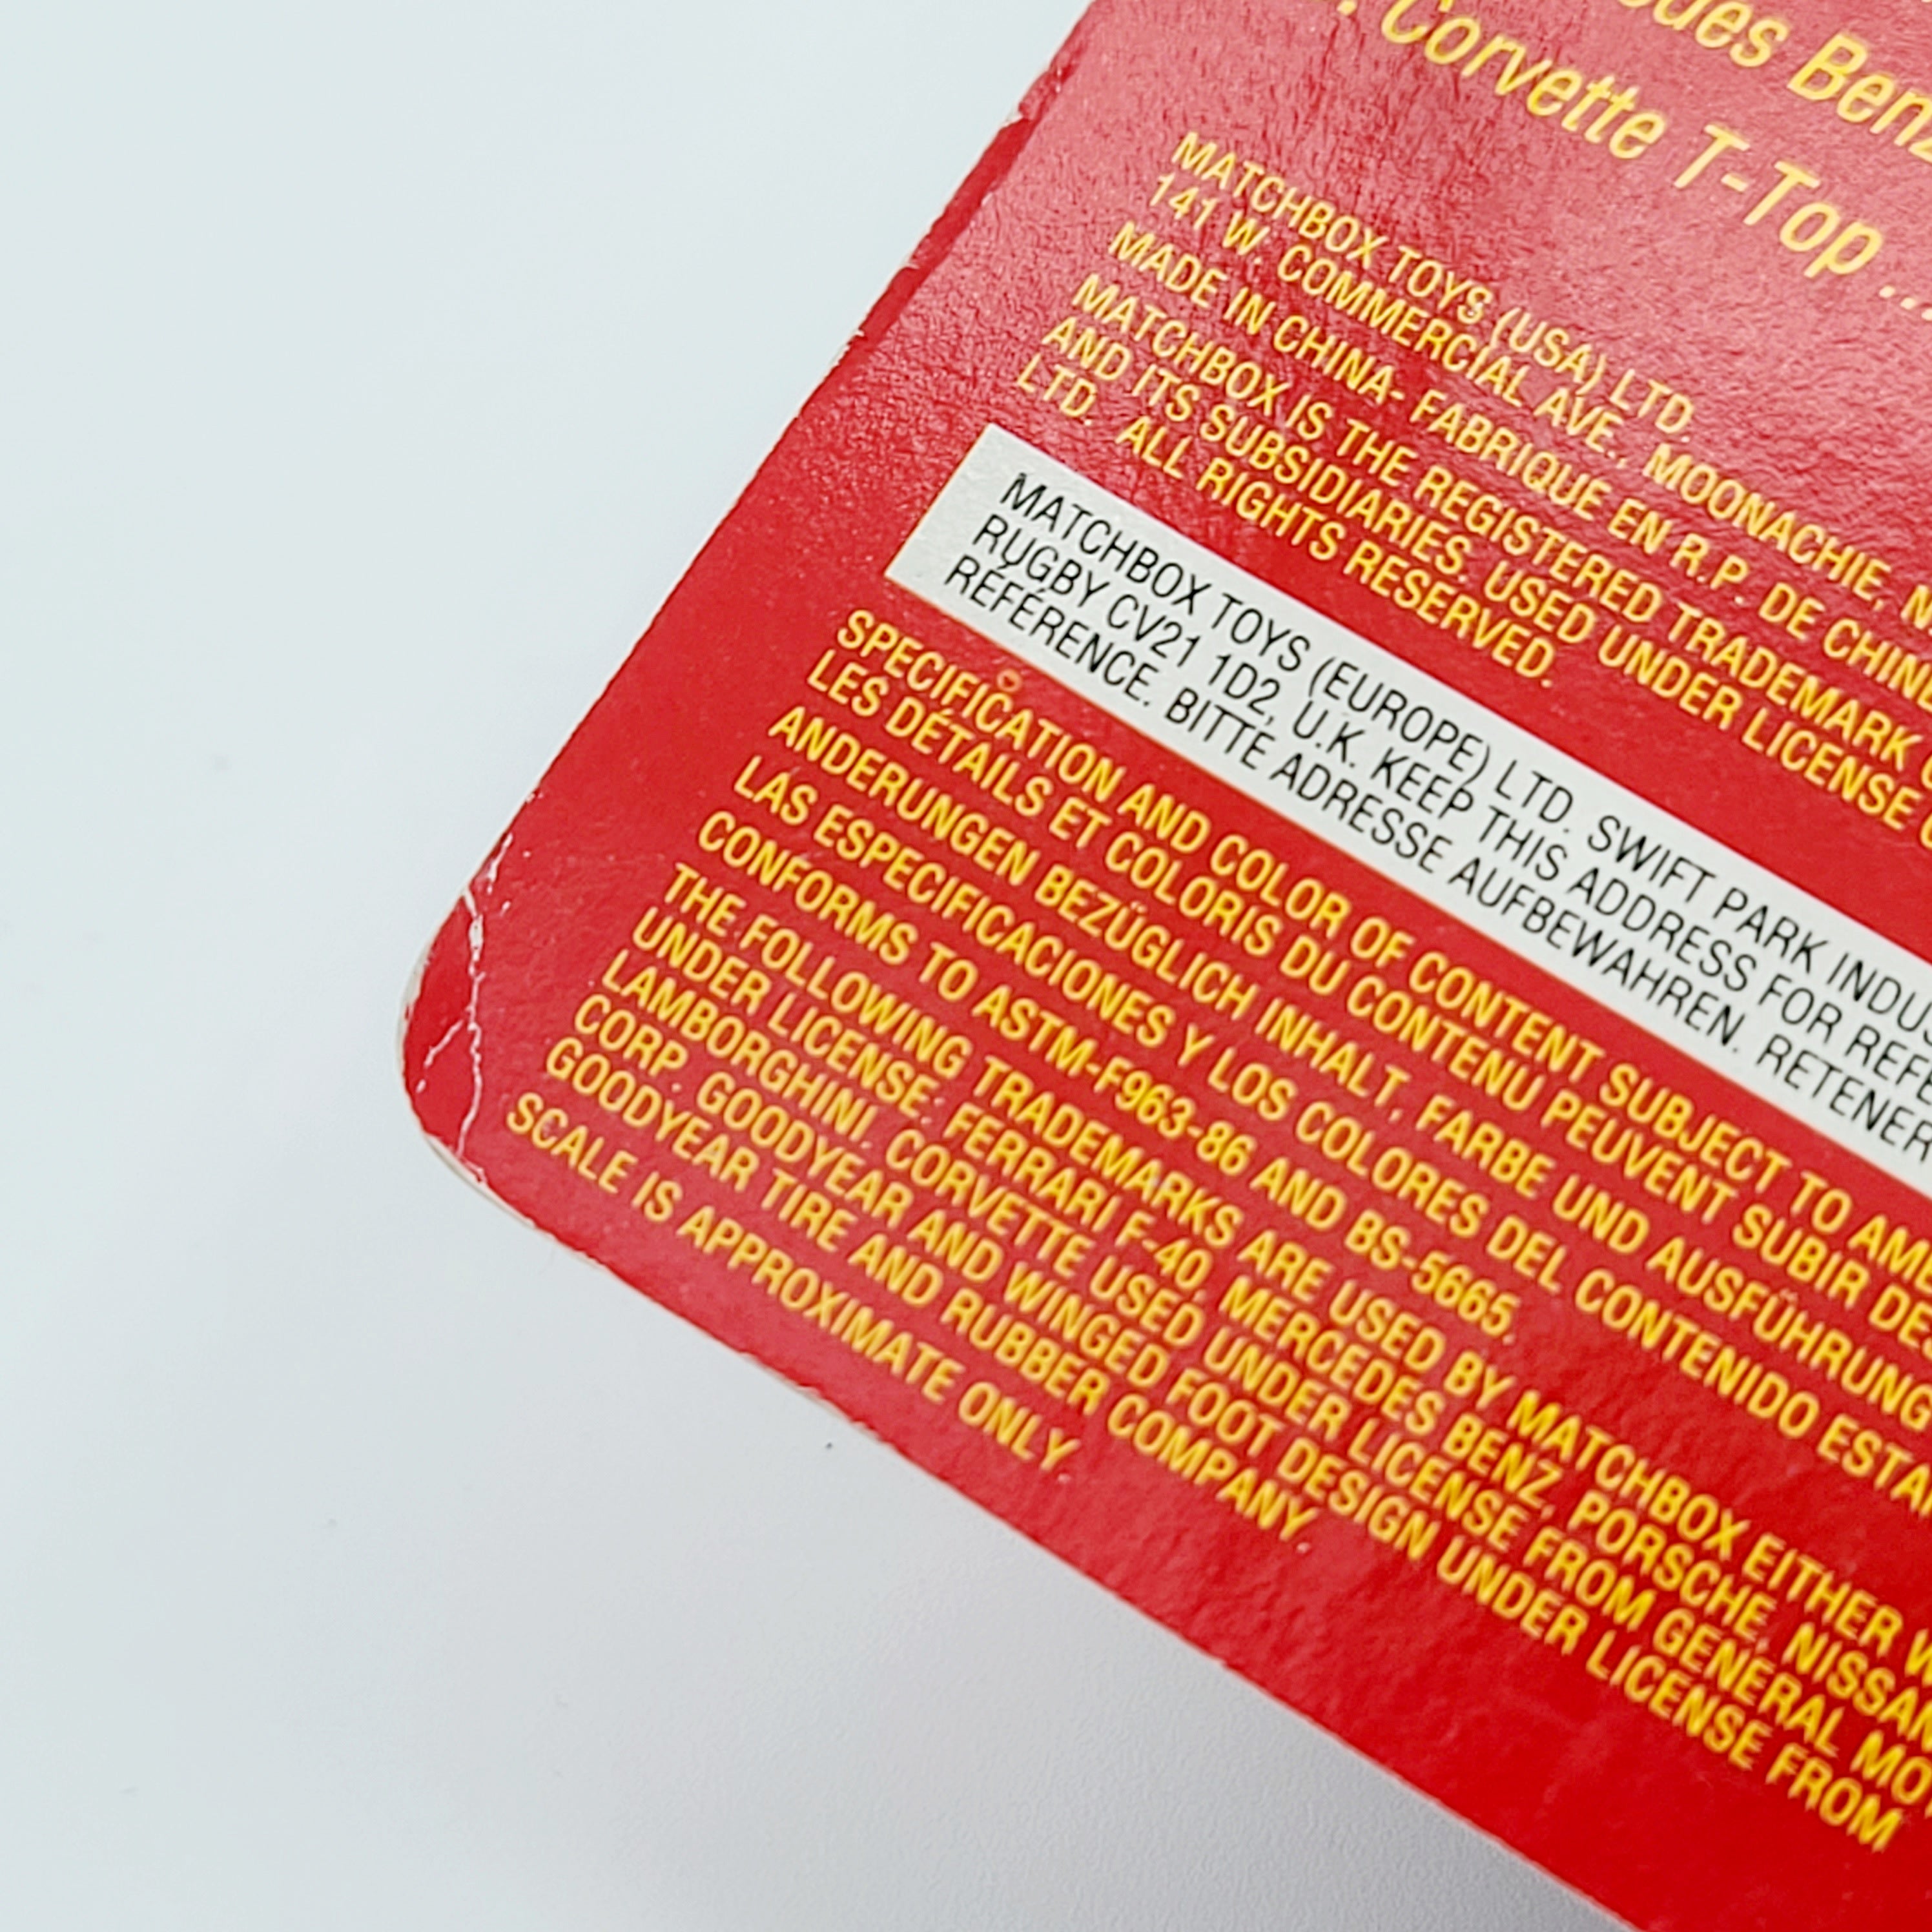 Benz
Corvette T-Top ...
MATCHBOX TOYS (USA) LTD.
141 W. COMMERCIAL AVE., MOONACHIE,
MADE IN CHINA- FABRIQUE EN R.P. DE
MATCHBOX IS THE REGISTERED TRADEMARK
AND ITS SUBSIDIARIES. USED UNDER LICENSE
LTD. ALL RIGHTS RESERVED.
MATCHBOX TOYS (EUROPE) LTD. SWIFT PARK
RUGBY CV21 1D2, U.K. KEEP THIS ADDRESS FOR
RÉFÉRENCE. BITTE ADRESSE AUFBEWAHREN. RETENER
SPECIFICATION AND COLOR OF CONTENT SUBJECT TO
LES DÉTAILS ET COLORIS DU CONTENU PEUVENT SUBIR
ANDERUNGEN BEZÜGLICH INHALT, FARBE UND AUSFÜHRUNG
LAS ESPECIFICACIONES Y LOS COLORES DEL CONTENIDO
CONFORMS TO ASTM-F963-86 AND BS-5665.
THE FOLLOWING TRADEMARKS ARE USED BY MATCHBOX EITHER
UNDER LICENSE: FERRARI F-40, MERCEDES BENZ, PORSCHE, NISSAN
LAMBORGHINI. CORVETTE USED UNDER LICENSE FROM GENERAL
CORP. GOODYEAR AND WINGED FOOT DESIGN UNDER LICENSE FROM
GOODYEAR TIRE AND RUBBER COMPANY.
SCALE IS APPROXIMATE ONLY.